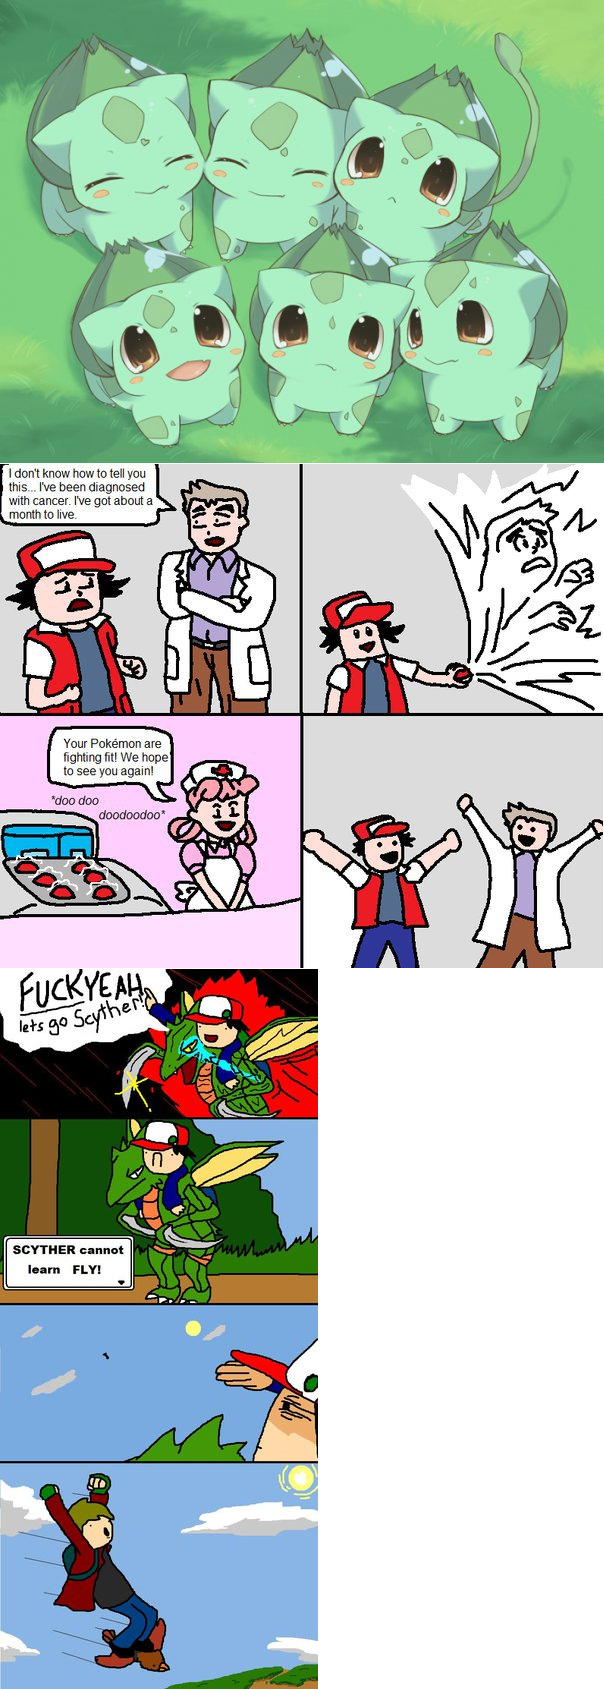 I don't know how to tell you
this... I've been diagnosed
with cancer. I've got about a
month to live.
Your Pokémon are
fighting fit! We hope
to see you again!
*doo doo
doodoodoo*
FUCKYEAH
lets go Scyther!
SCYTHER cannot
learn FLY!